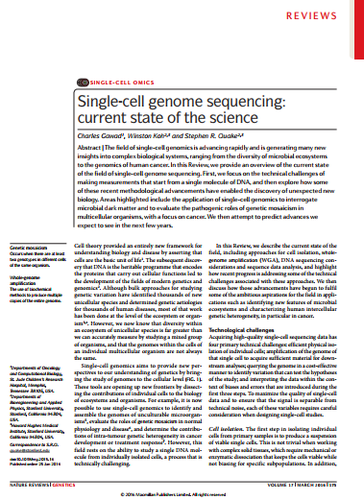 REVIEWS
SINGLE-CELL OMICS
Single-cell genome sequencing:
current state of the science
Charles Gawad¹, Winston Koh²,³ and Stephen R. Quake²,³
Abstract | The field of single-cell genomics is advancing rapidly and is generating many new
insights into complex biological systems, ranging from the diversity of microbial ecosystems
to the genomics of human cancer. In this Review, we provide an overview of the current state
of the field of single-cell genome sequencing. First, we focus on the technical challenges of
making measurements that start from a single molecule of DNA, and then explore how some
of these recent methodological advancements have enabled the discovery of unexpected new
biology. Areas highlighted include the application of single-cell genomics to interrogate
microbial dark matter and to evaluate the pathogenic roles of genetic mosaicism in
multicellular organisms, with a focus on cancer. We then attempt to predict advances we
expect to see in the next few years.
Genetic mosaicism
Occurs when there are at least
two genotypes in different cells
of the same organism.
Whole-genome
amplification
The use of biochemical
methods to produce multiple
copies of the entire genome.
¹Departments of Oncology
and Computational Biology,
St. Jude Children's Research
Hospital, Memphis,
Tennessee 38105, USA.
²Departments of
Bioengineering and Applied
Physics, Stanford University,
Stanford, California 94304,
USA.
³Howard Hughes Medical
Institute, Stanford University,
California 94304, USA.
Correspondence to S.R.Q.
Published online 25 Jan 2016
Cell theory provided an entirely new framework for
understanding biology and disease by asserting that
cells are the basic unit of life¹. The subsequent discov-
ery that DNA is the heritable programme that encodes
the proteins that carry out cellular functions led to
the development of the fields of modern genetics and
genomics². Although bulk approaches for studying
genetic variation have identified thousands of new
unicellular species and determined genetic aetiologies
for thousands of human diseases, most of that work
has been done at the level of the ecosystem or organ-
ism. However, we now know that diversity within
an ecosystem of unicellular species is far greater than
we can accurately measure by studying a mixed group
of organisms, and that the genomes within the cells of
an individual multicellular organism are not always
the same.
Single-cell genomics aims to provide new per-
spectives to our understanding of genetics by bring-
ing the study of genomes to the cellular level (FIG. 1).
These tools are opening up new frontiers by dissect-
ing the contributions of individual cells to the biology
of ecosystems and organisms. For example, it is now
possible to use single-cell genomics to identify and
assemble the genomes of unculturable microorgan-
isms, evaluate the roles of genetic mosaicism in normal
physiology and disease, and determine the contribu-
tions of intra-tumour genetic heterogeneity in cancer
development or treatment response. However, this
field rests on the ability to study a single DNA mol-
ecule from individually isolated cells, a process that is
technically challenging.
In this Review, we describe the current state of the
field, including approaches for cell isolation, whole-
genome amplification (WGA), DNA sequencing con-
siderations and sequence data analysis, and highlight
how recent progress is addressing some of the technical
challenges associated with these approaches. We then
discuss how these advancements have begun to fulfil
some of the ambitious aspirations for the field in appli-
cations such as identifying new features of microbial
ecosystems and characterizing human intercellular
genetic heterogeneity, in particular in cancer.
Technological challenges
Acquiring high-quality single-cell sequencing data has
four primary technical challenges: efficient physical iso-
lation of individual cells; amplification of the genome of
that single cell to acquire sufficient material for down-
stream analyses; querying the genome in a cost-effective
manner to identify variation that can test the hypotheses
of the study; and interpreting the data within the con-
text of biases and errors that are introduced during the
first three steps. To maximize the quality of single-cell
data and to ensure that the signal is separable from
technical noise, each of these variables requires careful
consideration when designing single-cell studies.
Cell isolation. The first step in isolating individual
cells from primary samples is to produce a suspension
of viable single cells. This is not trivial when working
with complex solid tissues, which require mechanical or
enzymatic dissociation that keeps the cells viable while
not biasing for specific subpopulations. In addition,
NATURE REVIEWS | GENETICS
VOLUME 17 | MARCH 2016 | 175
© 2016 Macmillan Publishers Limited. All rights reserved